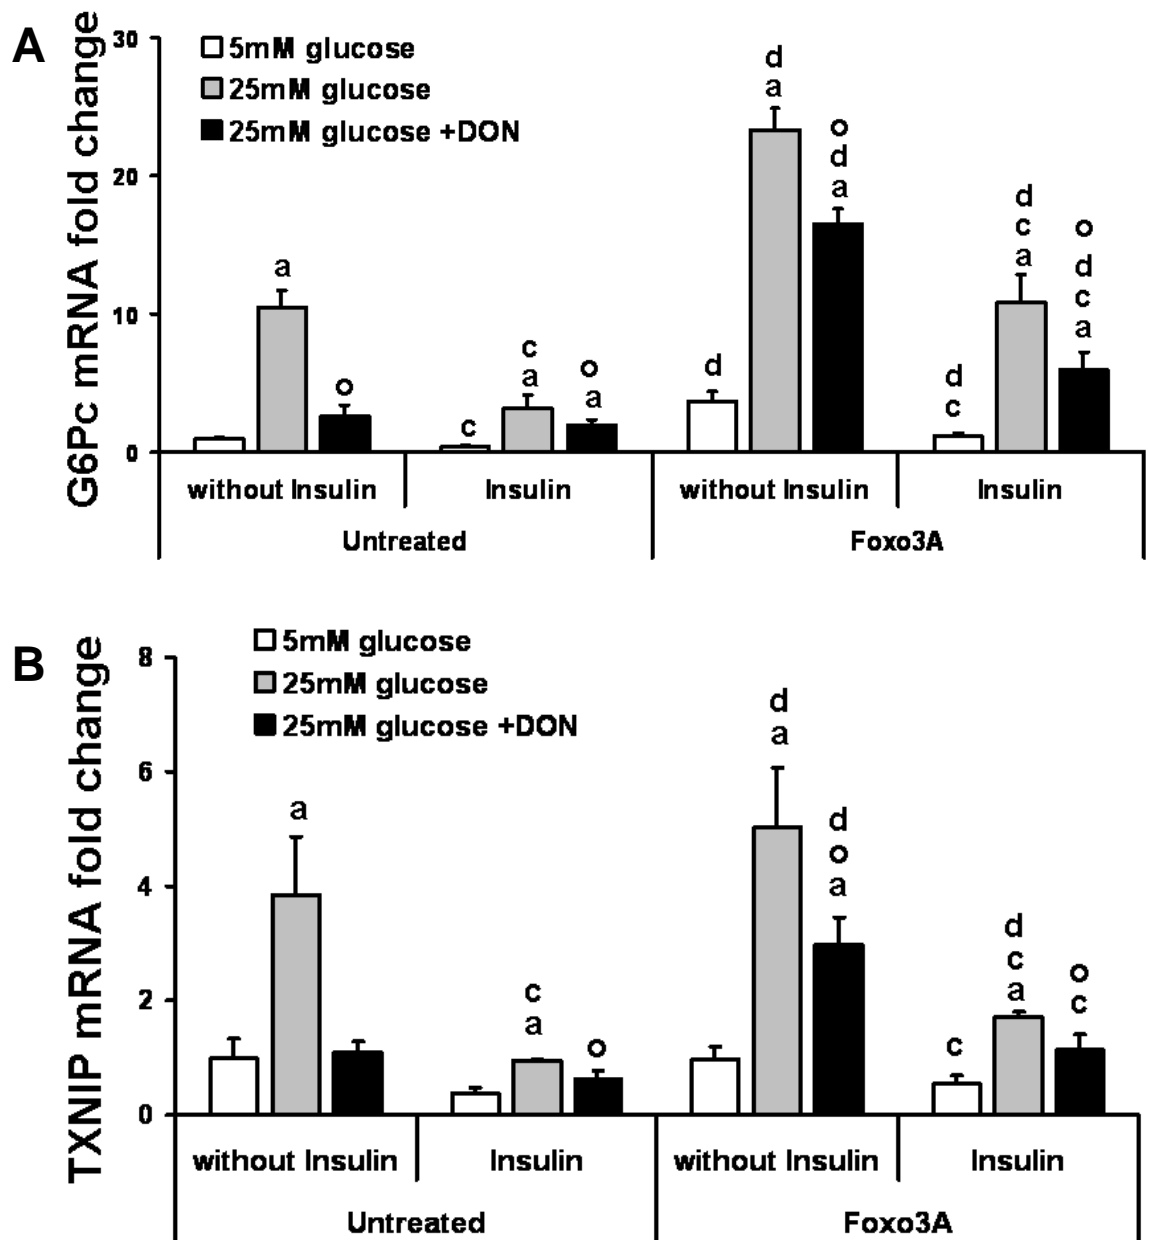 A
G6Pc mRNA fold change
30
20
10
0
5mM glucose
25mM glucose
25mM glucose +DON
a
o
c
c
a
o
a
d
d
a
o
d
a
d
c
d
c
a
o
d
c
a
without Insulin
Insulin
without Insulin
Insulin
Untreated
Foxo3A
B
TXNIP mRNA fold change
8
6
4
2
0
5mM glucose
25mM glucose
25mM glucose +DON
a
c
a
o
d
a
d
o
a
c
d
c
a
o
c
without Insulin
Insulin
without Insulin
Insulin
Untreated
Foxo3A